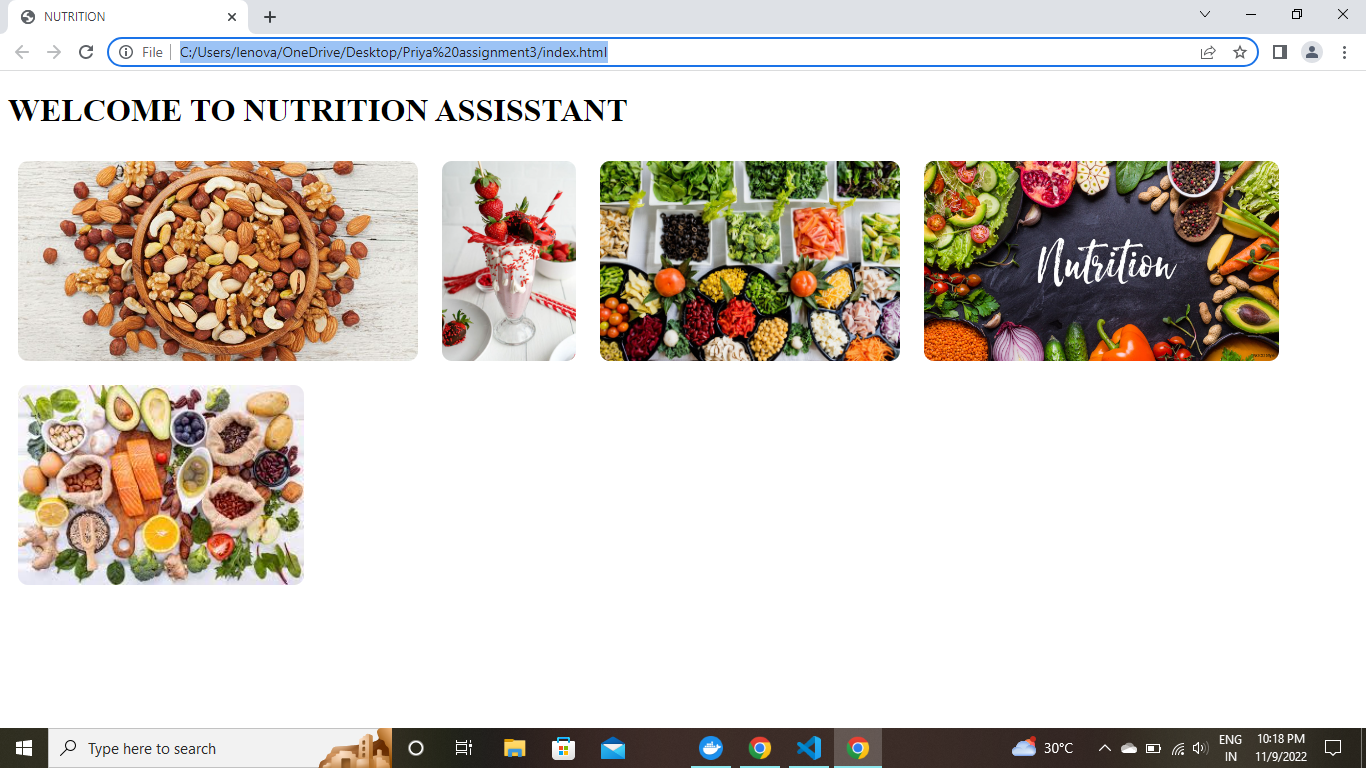 NUTRITION
File
C:/Users/lenova/OneDrive/Desktop/Priya%20assignment3/index.html
WELCOME TO NUTRITION ASSISSTANT
Nutrition
Type here to search
30°C
ENG
IN
10:18 PM
11/9/2022